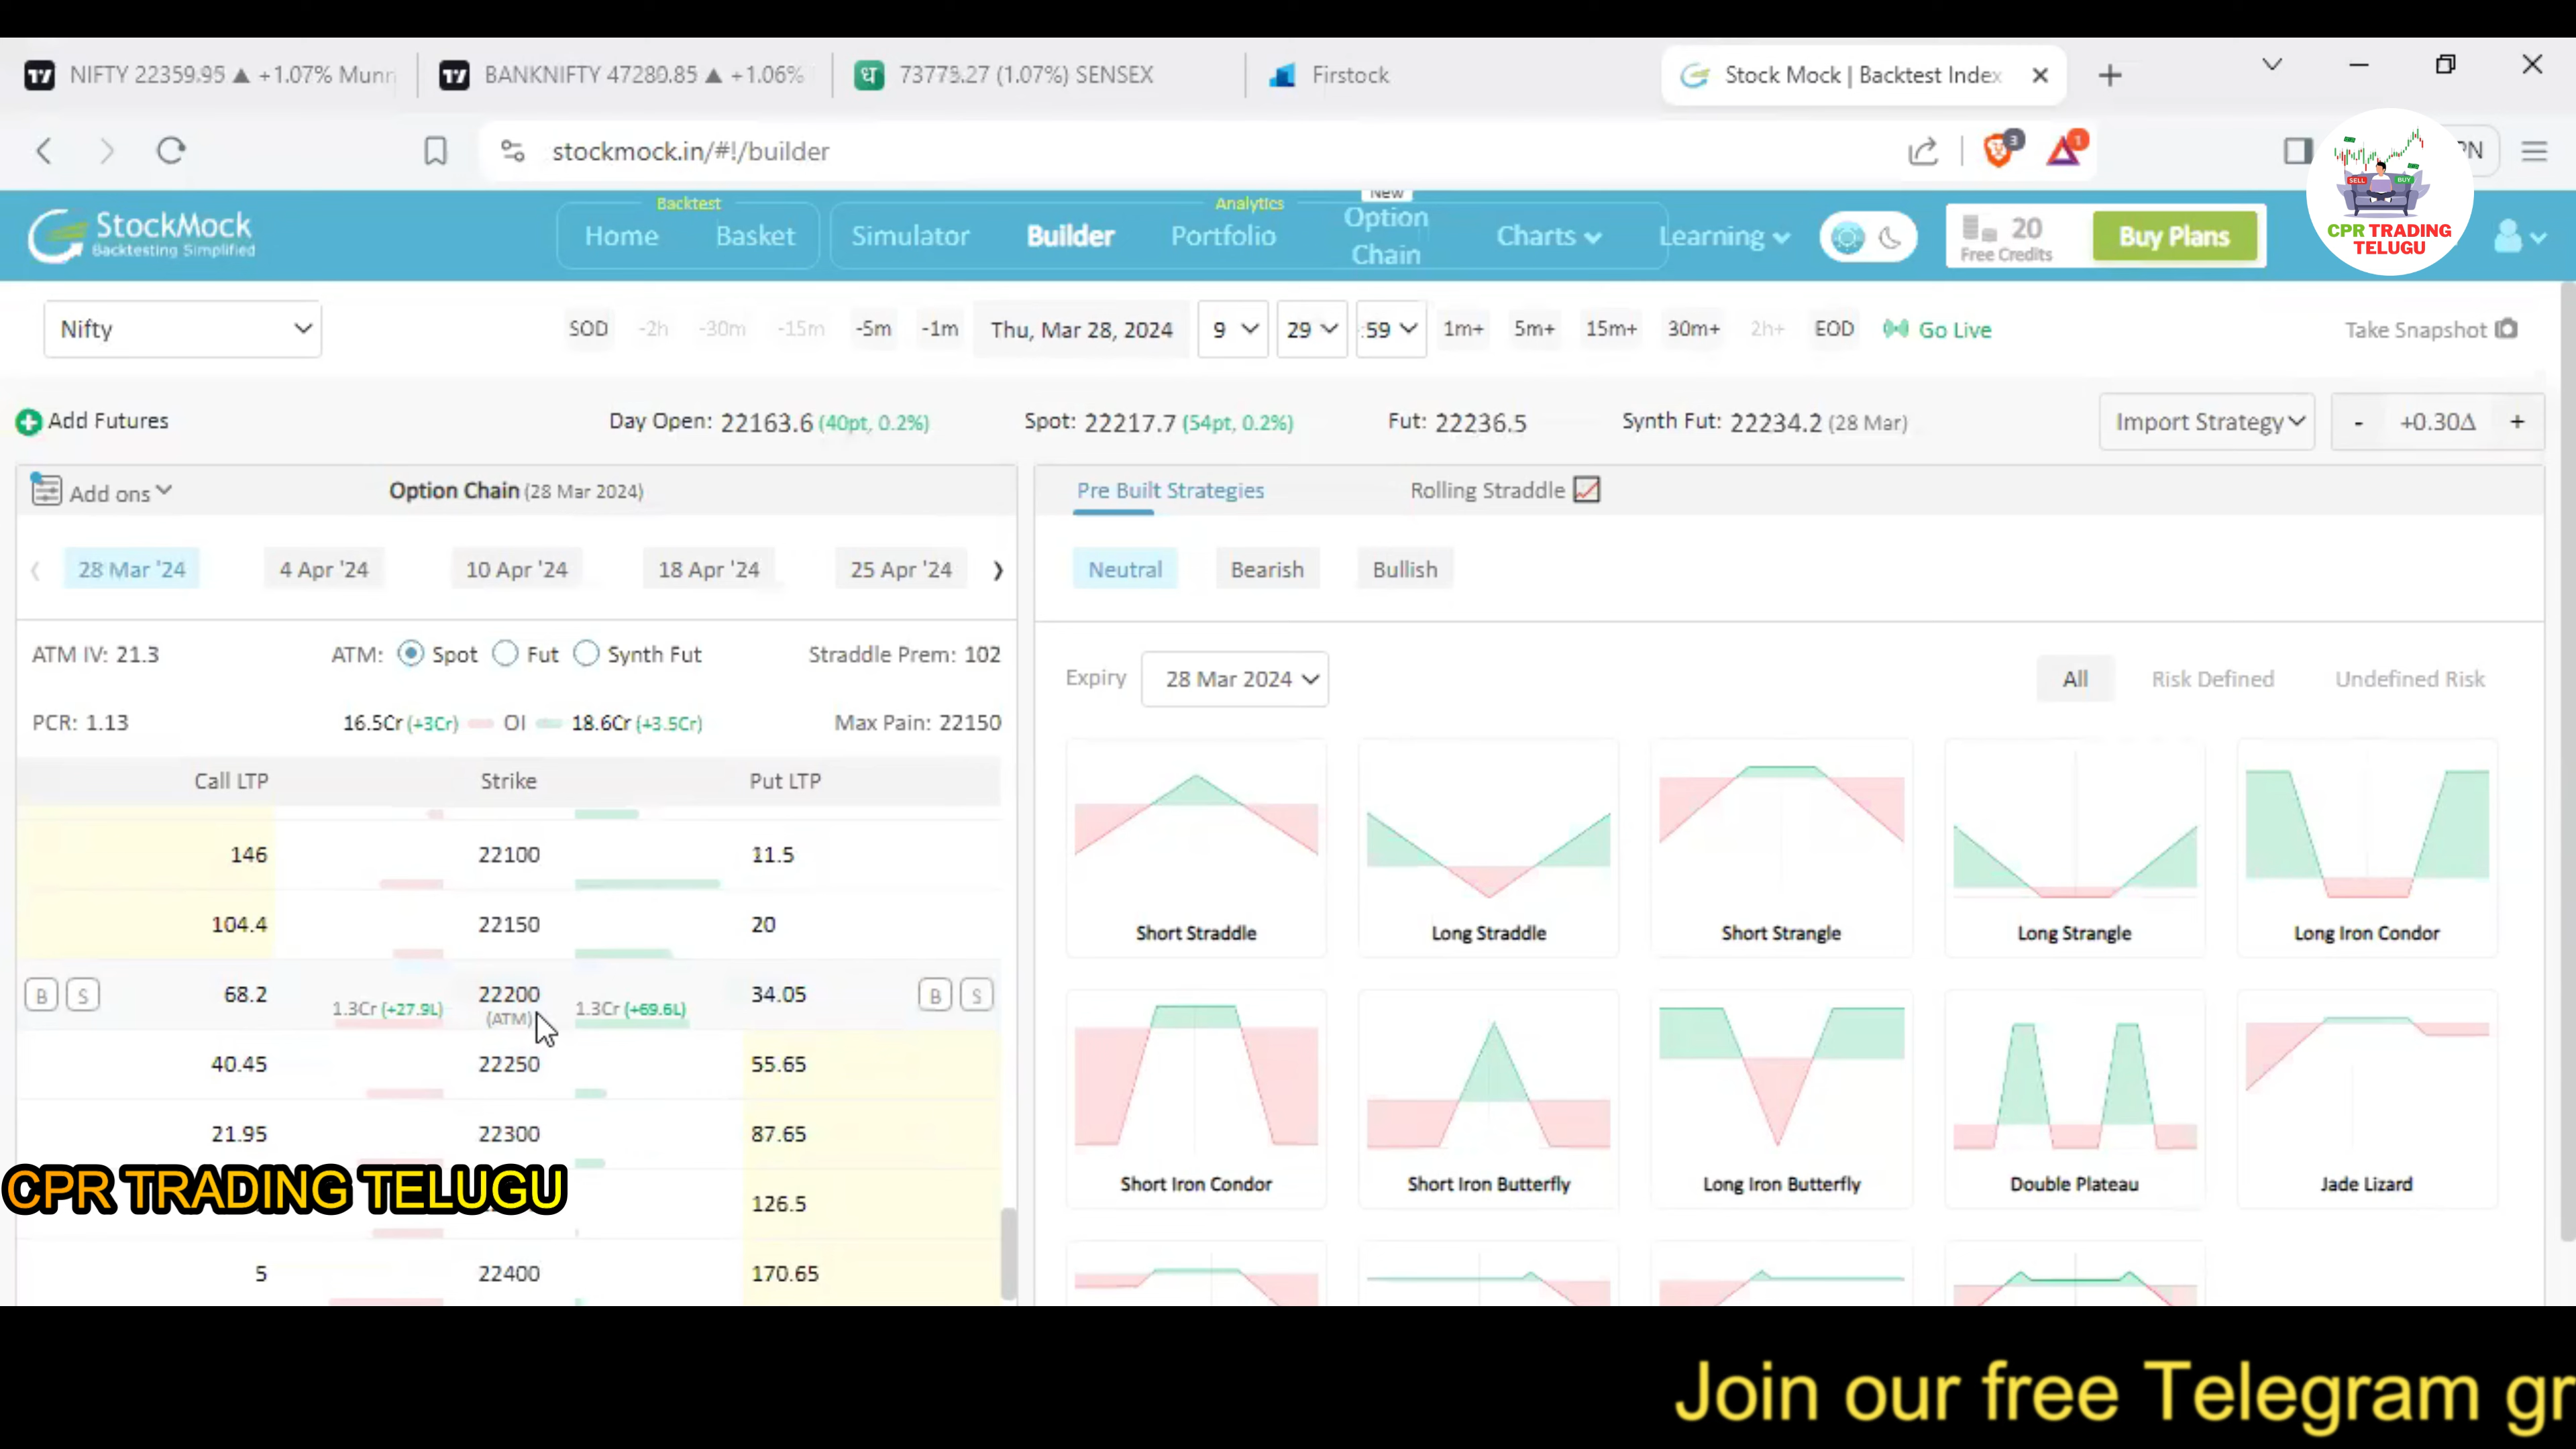 NIFTY 22359.95 ▲ +1.07% Munn
BANKNIFTY 47280.85 ▲ +1.06%
73773.27 (1.07%) SENSEX
Firstock
Stock Mock | Backtest Index
stockmock.in/#!/builder
3
1
PN
StockMock
Backtesting Simplified
Backtest
Home
Basket
Simulator
Builder
Analytics
Portfolio
New
Option
Chain
Charts
Learning
20
Free Credits
Buy Plans
SELL
BUY
CPR TRADING
TELUGU
Nifty
SOD
-2h
-30m
-15m
-5m
-1m
Thu, Mar 28, 2024
9
29
:59
1m+
5m+
15m+
30m+
2h+
EOD
Go Live
Take Snapshot
Add Futures
Day Open: 22163.6 (40pt, 0.2%)
Spot: 22217.7 (54pt, 0.2%)
Fut: 22236.5
Synth Fut: 22234.2 (28 Mar)
Import Strategy
- +0.30Δ +
Add ons
Option Chain (28 Mar 2024)
28 Mar '24
4 Apr '24
10 Apr '24
18 Apr '24
25 Apr '24
ATM IV: 21.3
ATM: Spot Fut Synth Fut
Straddle Prem: 102
PCR: 1.13
16.5Cr (+3Cr) OI 18.6Cr (+3.5Cr)
Max Pain: 22150
Call LTP Strike Put LTP
146 22100 11.5
104.4 22150 20
B S 68.2 1.3Cr (+27.9L) 22200 1.3Cr (+69.6L) 34.05 B S
(ATM)
40.45 22250 55.65
21.95 22300 87.65
126.5
5 22400 170.65
CPR TRADING TELUGU
Pre Built Strategies
Rolling Straddle
Neutral
Bearish
Bullish
Expiry
28 Mar 2024
All
Risk Defined
Undefined Risk
Short Straddle
Long Straddle
Short Strangle
Long Strangle
Long Iron Condor
Short Iron Condor
Short Iron Butterfly
Long Iron Butterfly
Double Plateau
Jade Lizard
Join our free Telegram gr